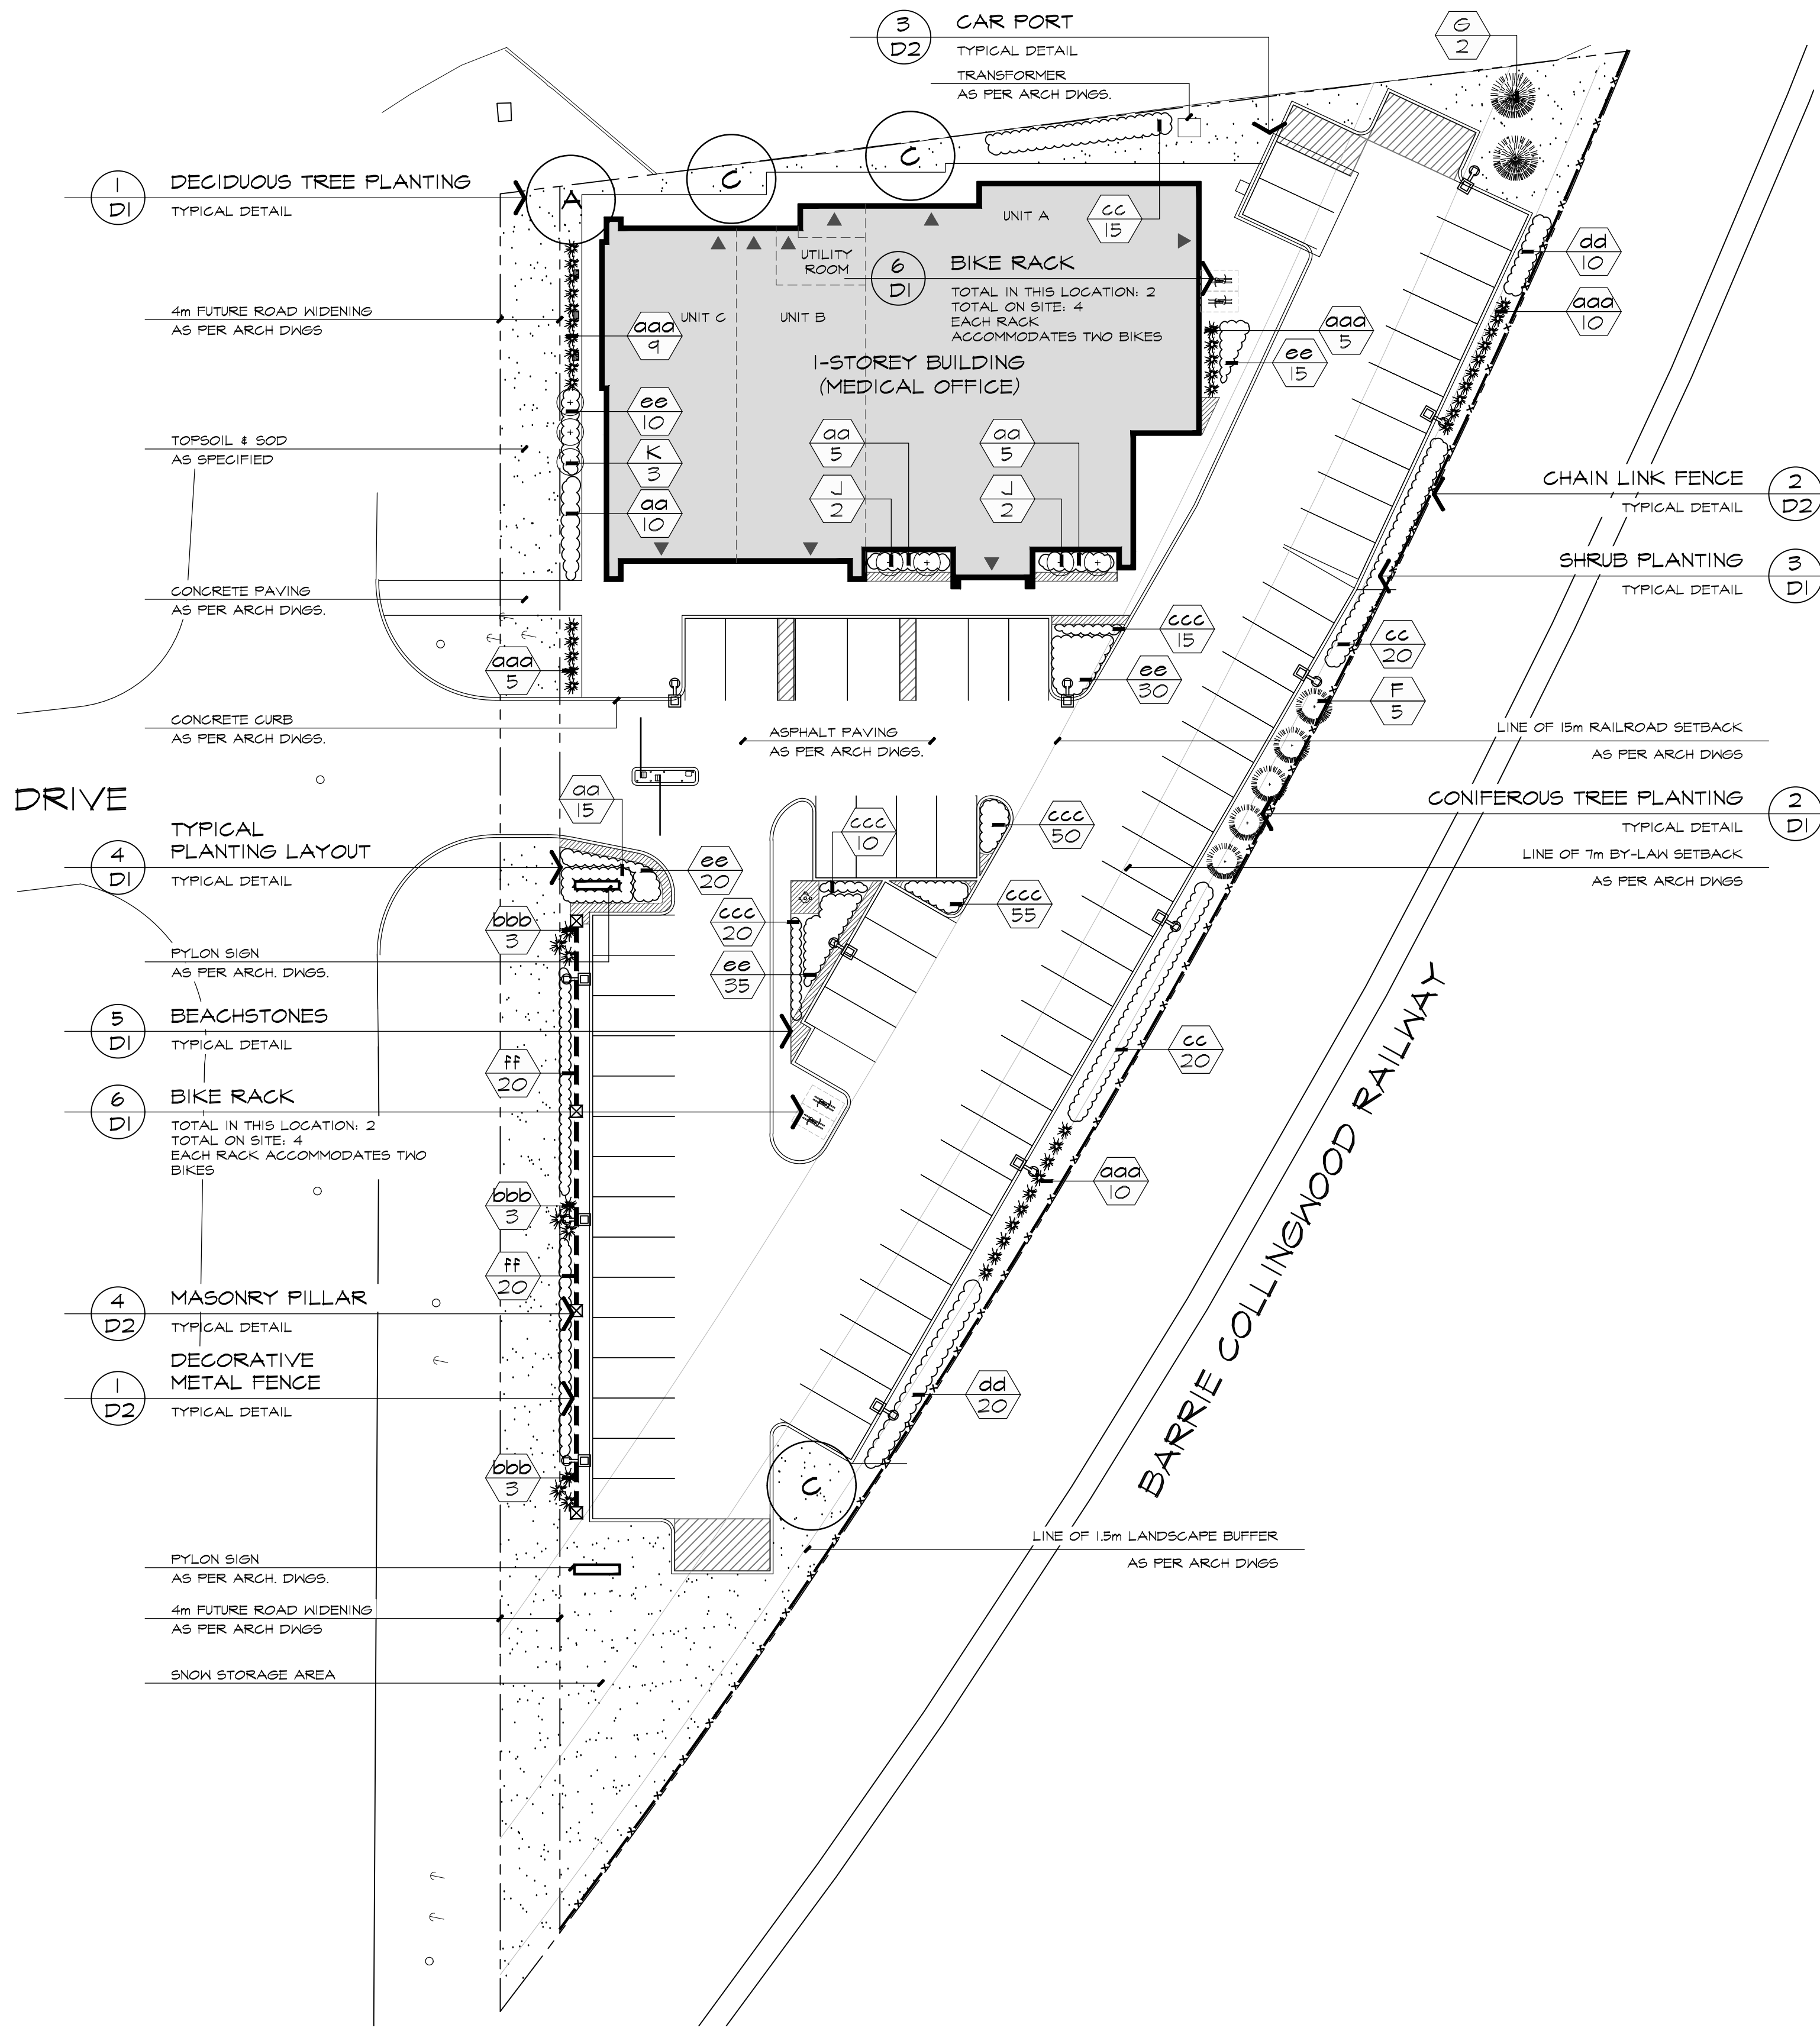 3
D2
CAR PORT
TYPICAL DETAIL
TRANSFORMER
AS PER ARCH DWGS.
G
2
1
D1
DECIDUOUS TREE PLANTING
TYPICAL DETAIL
A
C
C
UNIT A
cc
15
UTILITY
ROOM
6
D1
BIKE RACK
TOTAL IN THIS LOCATION: 2
TOTAL ON SITE: 4
EACH RACK
ACCOMMODATES TWO BIKES
dd
10
aaa
10
4m FUTURE ROAD WIDENING
AS PER ARCH DWGS
aaa
9
UNIT C
UNIT B
aaa
5
ee
15
1-STOREY BUILDING
(MEDICAL OFFICE)
ee
10
TOPSOIL & SOD
AS SPECIFIED
K
3
aa
5
aa
5
aa
10
J
2
J
2
CHAIN LINK FENCE
TYPICAL DETAIL
2
D2
SHRUB PLANTING
TYPICAL DETAIL
3
D1
CONCRETE PAVING
AS PER ARCH DWGS.
ccc
15
cc
20
aaa
5
ee
30
F
5
CONCRETE CURB
AS PER ARCH DWGS.
ASPHALT PAVING
AS PER ARCH DWGS.
LINE OF 15m RAILROAD SETBACK
AS PER ARCH DWGS
DRIVE
aa
15
CONIFEROUS TREE PLANTING
TYPICAL DETAIL
2
D1
4
D1
TYPICAL
PLANTING LAYOUT
TYPICAL DETAIL
ccc
10
ccc
50
LINE OF 7m BY-LAW SETBACK
AS PER ARCH DWGS
ee
20
ccc
20
ccc
55
bbb
3
PYLON SIGN
AS PER ARCH. DWGS.
ee
35
5
D1
BEACHSTONES
TYPICAL DETAIL
ff
20
cc
20
6
D1
BIKE RACK
TOTAL IN THIS LOCATION: 2
TOTAL ON SITE: 4
EACH RACK ACCOMMODATES TWO
BIKES
BARRIE COLLINGWOOD RAILWAY
bbb
3
aaa
10
ff
20
4
D2
MASONRY PILLAR
TYPICAL DETAIL
1
D2
DECORATIVE
METAL FENCE
TYPICAL DETAIL
dd
20
bbb
3
C
LINE OF 1.5m LANDSCAPE BUFFER
AS PER ARCH DWGS
PYLON SIGN
AS PER ARCH. DWGS.
4m FUTURE ROAD WIDENING
AS PER ARCH DWGS
SNOW STORAGE AREA